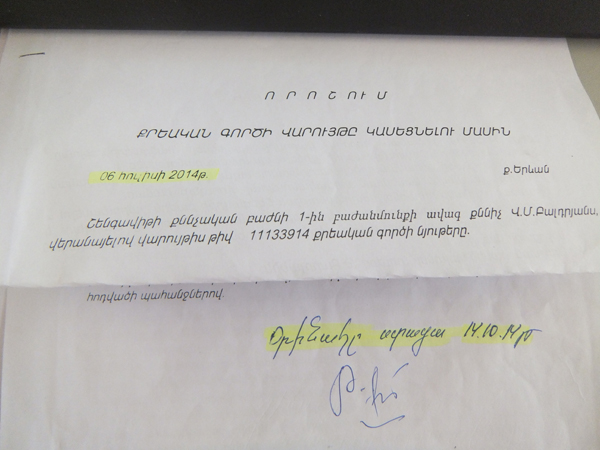 Ո Ր Ո Շ ՈՒ Մ
ՔՐԵԱԿԱՆ ԳՈՐԾԻ ՎԱՐՈՒՅԹԸ ԿԱՍԵՑՆԵԼՈՒ ՄԱՍԻՆ
06 հուլիսի 2014թ.
ք.Երևան
Շենգավիթի քննչական բաժնի 1-ին բաժանմունքի ավագ քննիչ Վ.Մ.Բալդրյանս,
վերանայելով վարույթիս թիվ 11133914 քրեական գործի նյութերը.
հոդվածի պահանջներով.
Օրինակը ստացա 14.10.14թ